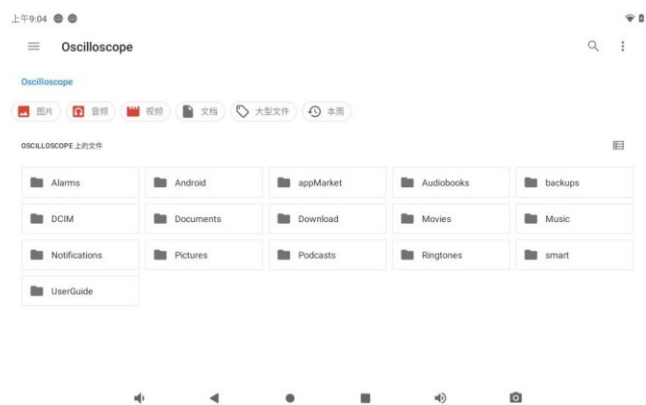 上午9:04
Oscilloscope
Oscilloscope
图片 音频 视频 文档 大型文件 本周
OSCILLOSCOPE 上的文件
Alarms Android appMarket Audiobooks backups
DCIM Documents Download Movies Music
Notifications Pictures Podcasts Ringtones smart
UserGuide